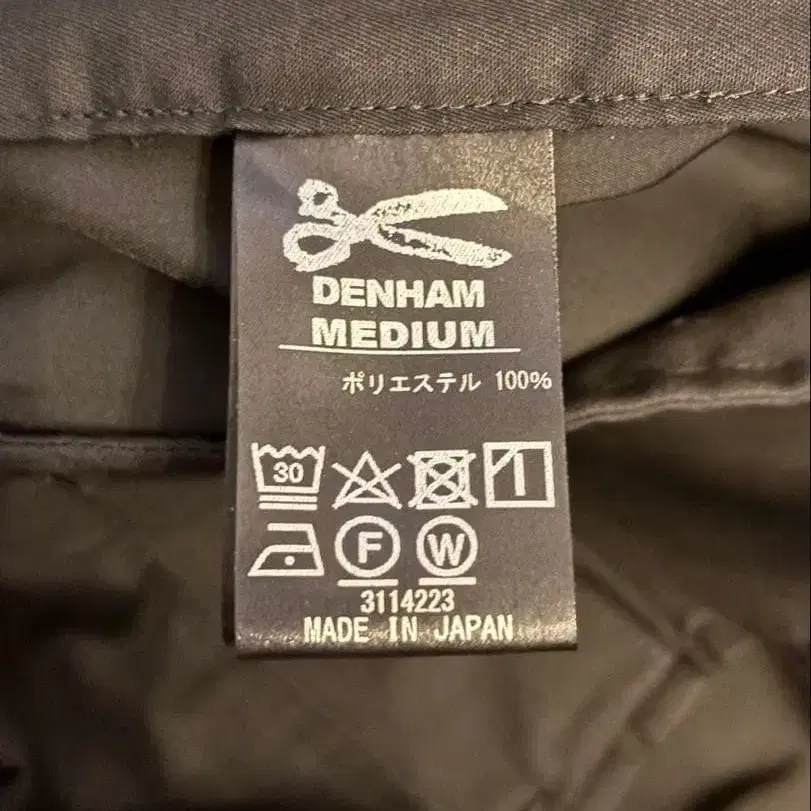 DENHAM
MEDIUM
ポリエステル 100%
30
F W
3114223
MADE IN JAPAN